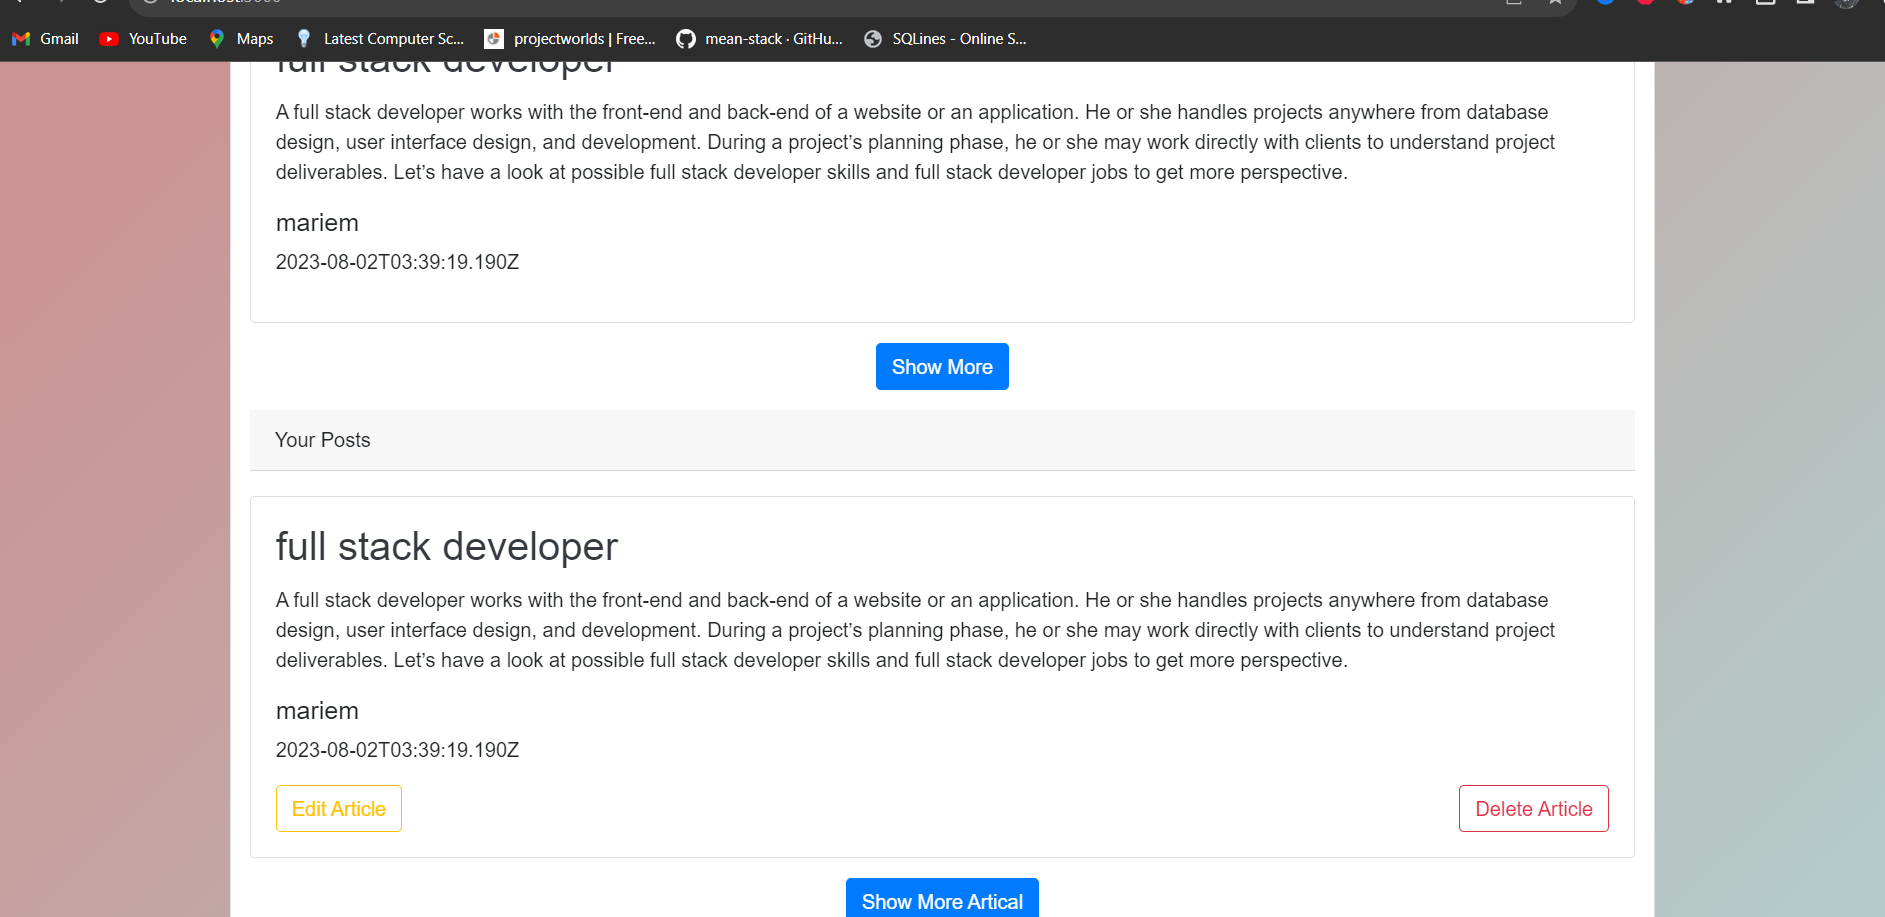 Gmail
YouTube
Maps
Latest Computer Sc...
projectworlds | Free...
mean-stack · GitHu...
SQLines - Online S...
full stack developer
A full stack developer works with the front-end and back-end of a website or an application. He or she handles projects anywhere from database
design, user interface design, and development. During a project’s planning phase, he or she may work directly with clients to understand project
deliverables. Let’s have a look at possible full stack developer skills and full stack developer jobs to get more perspective.
mariem
2023-08-02T03:39:19.190Z
Show More
Your Posts
full stack developer
A full stack developer works with the front-end and back-end of a website or an application. He or she handles projects anywhere from database
design, user interface design, and development. During a project’s planning phase, he or she may work directly with clients to understand project
deliverables. Let’s have a look at possible full stack developer skills and full stack developer jobs to get more perspective.
mariem
2023-08-02T03:39:19.190Z
Edit Article
Delete Article
Show More Artical